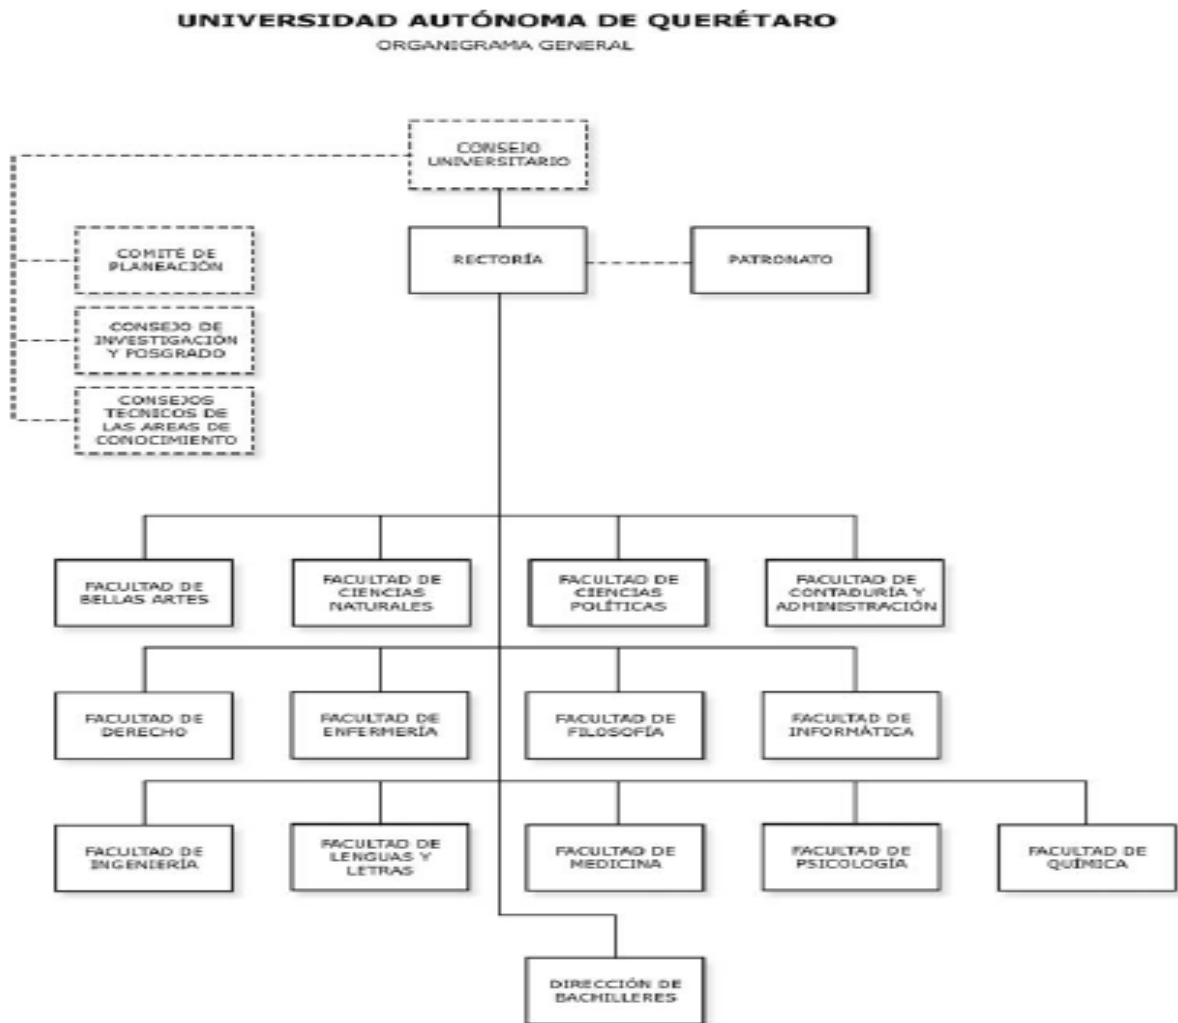 UNIVERSIDAD AUTÓNOMA DE QUERÉTARO
ORGANIGRAMA GENERAL
CONSEJO
UNIVERSITARIO
COMITÉ DE
PLANEACIÓN
RECTORÍA
PATRONATO
CONSEJO DE
INVESTIGACIÓN
Y POSGRADO
CONSEJOS
TECNICOS DE
LAS AREAS DE
CONOCIMIENTO
FACULTAD DE
BELLAS ARTES
FACULTAD DE
CIENCIAS
NATURALES
FACULTAD DE
CIENCIAS
POLÍTICAS
FACULTAD DE
CONTADURÍA Y
ADMINISTRACIÓN
FACULTAD DE
DERECHO
FACULTAD DE
ENFERMERÍA
FACULTAD DE
FILOSOFÍA
FACULTAD DE
INFORMÁTICA
FACULTAD DE
INGENIERÍA
FACULTAD DE
LENGUAS Y
LETRAS
FACULTAD DE
MEDICINA
FACULTAD DE
PSICOLOGÍA
FACULTAD DE
QUÍMICA
DIRECCIÓN DE
BACHILLERES